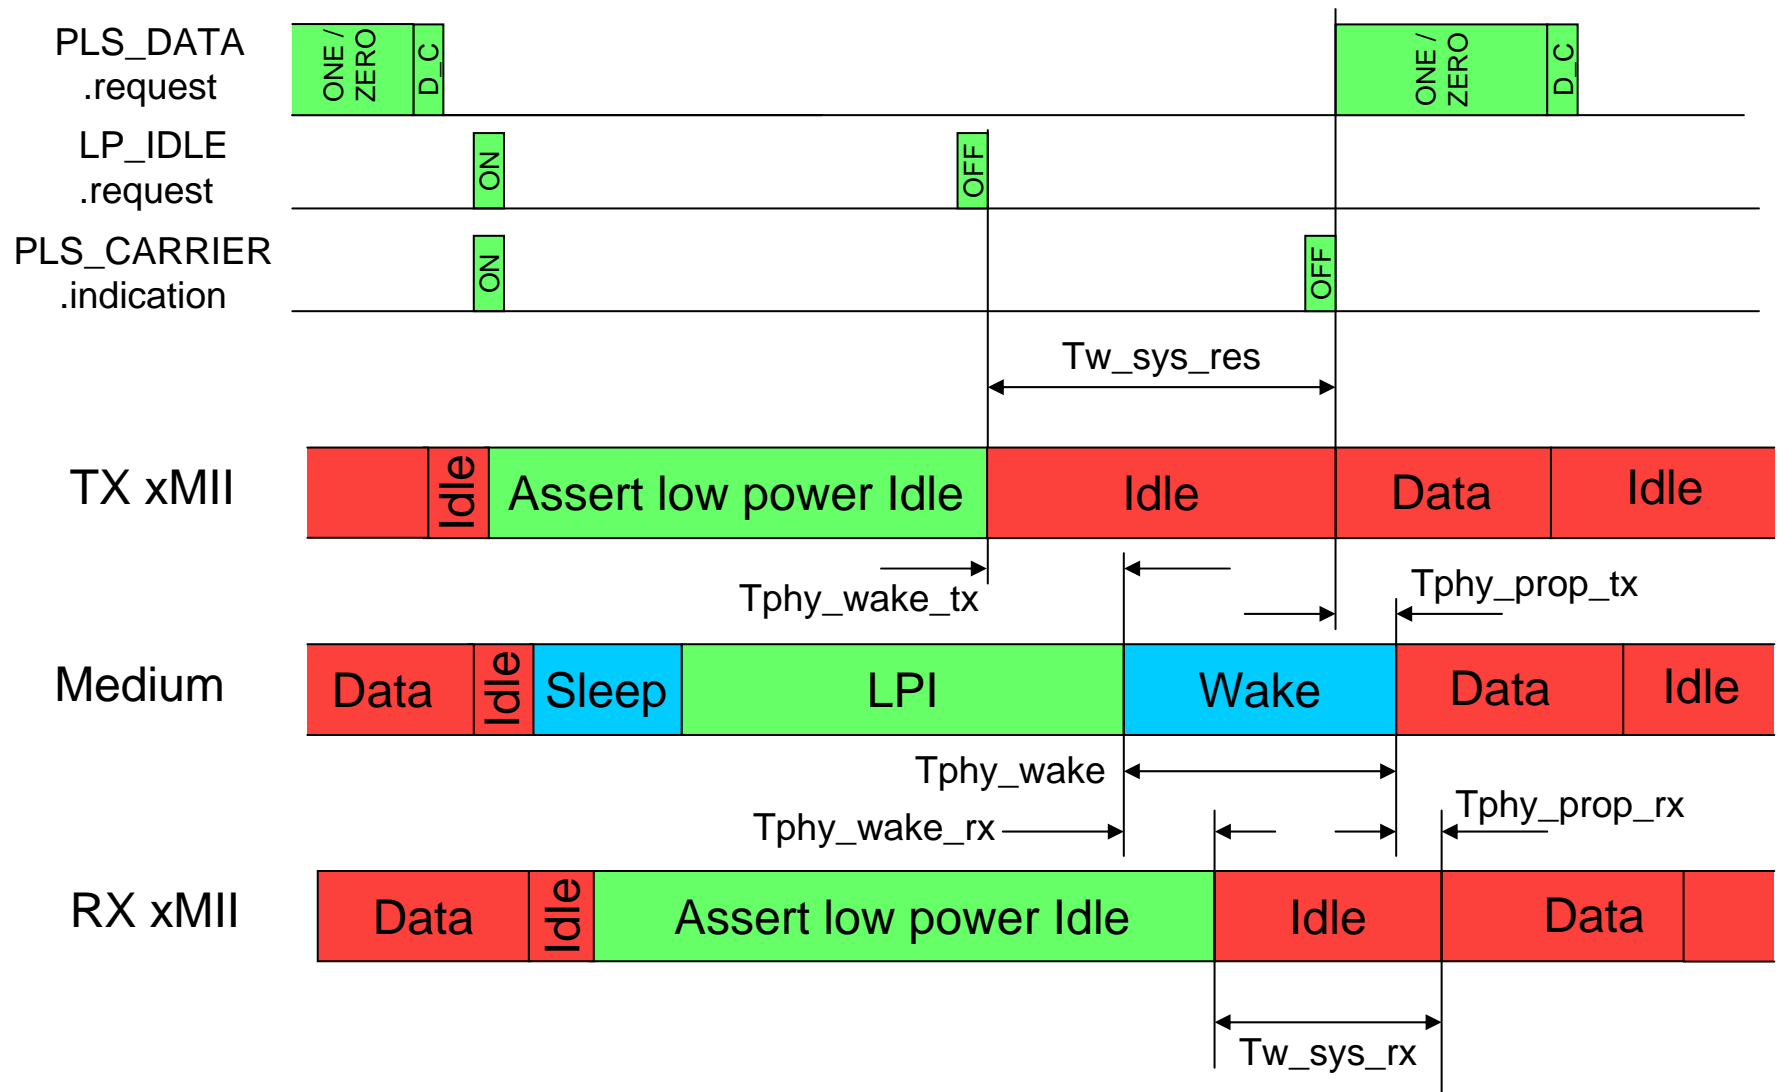 PLS_DATA
.request
ONE /
ZERO
D_C
ONE /
ZERO
D_C
LP_IDLE
.request
ON
OFF
PLS_CARRIER
.indication
ON
OFF
Tw_sys_res
TX xMII
Idle
Assert low power Idle
Idle
Data
Idle
Tphy_wake_tx
Tphy_prop_tx
Medium
Data
Idle
Sleep
LPI
Wake
Data
Idle
Tphy_wake
Tphy_wake_rx
Tphy_prop_rx
RX xMII
Data
Idle
Assert low power Idle
Idle
Data
Tw_sys_rx